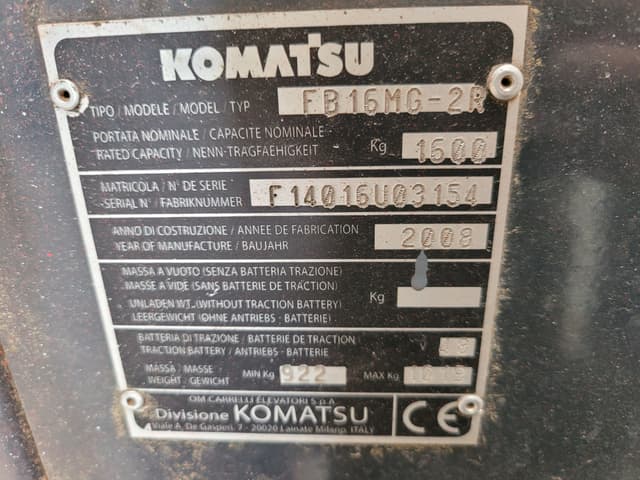 KOMATSU
TIPO / MODELE / MODEL / TYP FB16MG-2R
PORTATA NOMINALE / CAPACITE NOMINALE
RATED CAPACITY / NENN-TRAGFAEHIGKEIT Kg 1600
MATRICOLA / N° DE SERIE
SERIAL N° / FABRIKNUMMER F14016U03154
ANNO DI COSTRUZIONE / ANNEE DE FABRICATION
YEAR OF MANUFACTURE / BAUJAHR 2008
MASSA A VUOTO (SENZA BATTERIA TRAZIONE)
MASSE A VIDE (SANS BATTERIE DE TRACTION)
UNLADEN WT. (WITHOUT TRACTION BATTERY) Kg
LEERGEWICHT (OHNE ANTRIEBS - BATTERIE)
BATTERIA DI TRAZIONE / BATTERIE DE TRACTION
TRACTION BATTERY / ANTRIEBS - BATTERIE
MASSA / MASSE
WEIGHT / GEWICHT MIN Kg 922 MAX Kg
OM CARRELLI ELEVATORI S.p.A.
Divisione KOMATSU CE
Viale A. De Gasperi, 7 - 20020 Lainate Milano, ITALY